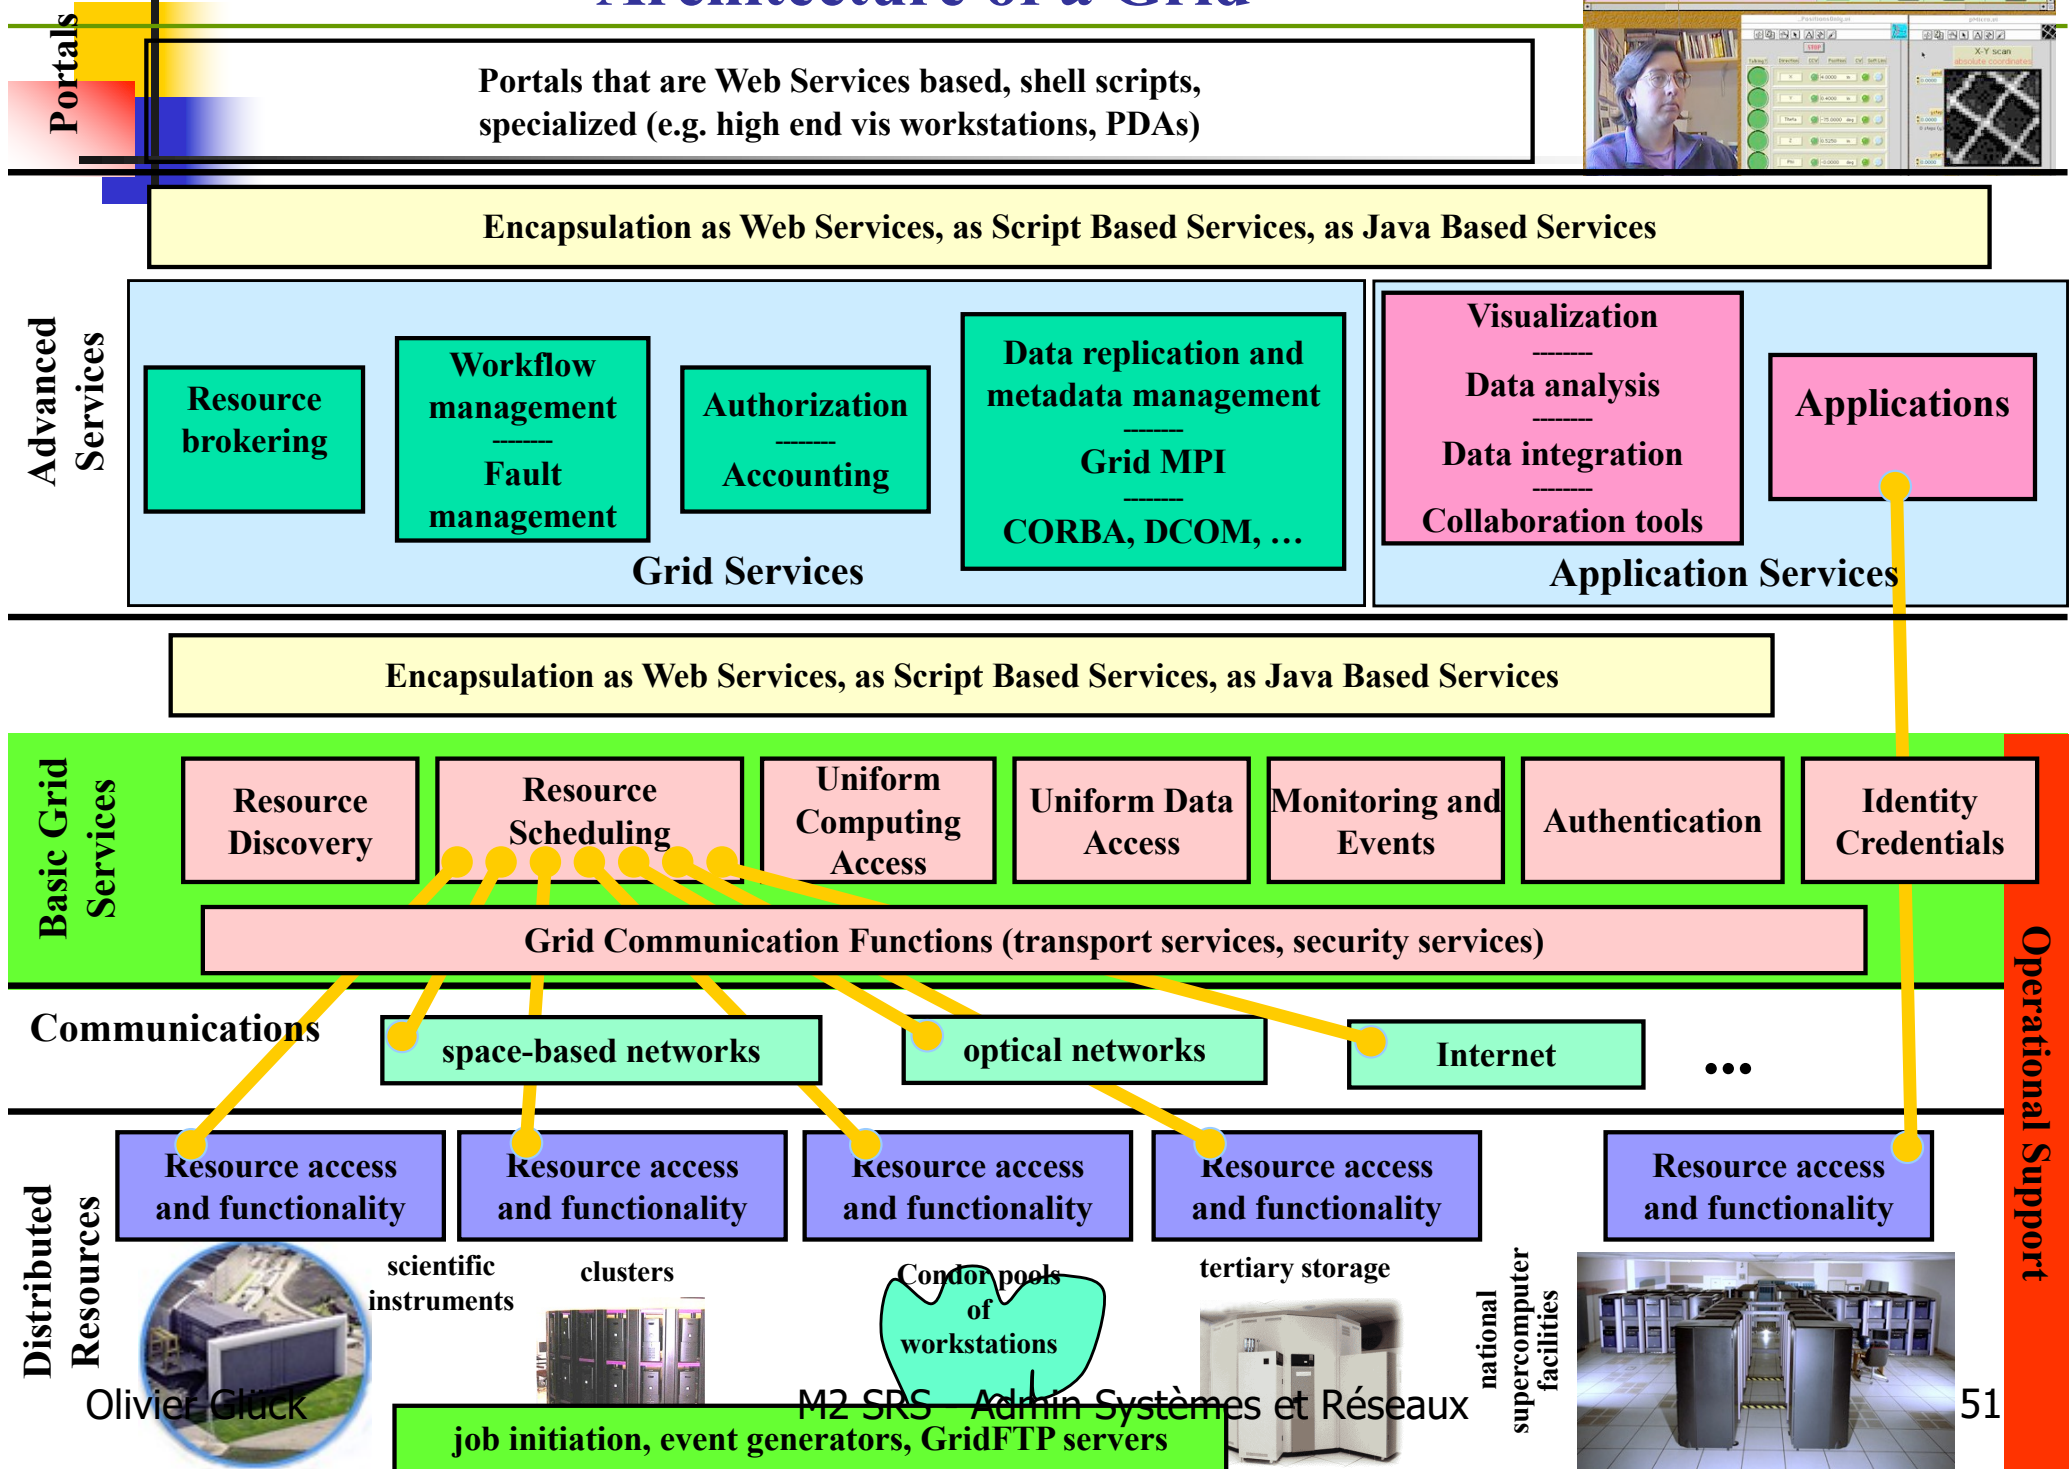 Architecture of a Grid
Portals
Portals that are Web Services based, shell scripts,
specialized (e.g. high end vis workstations, PDAs)
X-Y scan
absolute coordinates
STOP
Encapsulation as Web Services, as Script Based Services, as Java Based Services
Advanced
Services
Resource
brokering
Workflow
management
--------
Fault
management
Authorization
--------
Accounting
Data replication and
metadata management
--------
Grid MPI
--------
CORBA, DCOM, …
Grid Services
Visualization
--------
Data analysis
--------
Data integration
--------
Collaboration tools
Applications
Application Services
Encapsulation as Web Services, as Script Based Services, as Java Based Services
Basic Grid
Services
Resource
Discovery
Resource
Scheduling
Uniform
Computing
Access
Uniform Data
Access
Monitoring and
Events
Authentication
Identity
Credentials
Grid Communication Functions (transport services, security services)
Operational Support
Communications
space-based networks
optical networks
Internet
...
Distributed
Resources
Resource access
and functionality
Resource access
and functionality
Resource access
and functionality
Resource access
and functionality
Resource access
and functionality
scientific
instruments
clusters
Condor pools
of
workstations
tertiary storage
national
supercomputer
facilities
Olivier Glück
M2 SRS - Admin Systèmes et Réseaux
51
job initiation, event generators, GridFTP servers